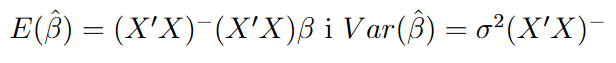 E(β̂) = (X′X)⁻(X′X)β i Var(β̂) = σ²(X′X)⁻